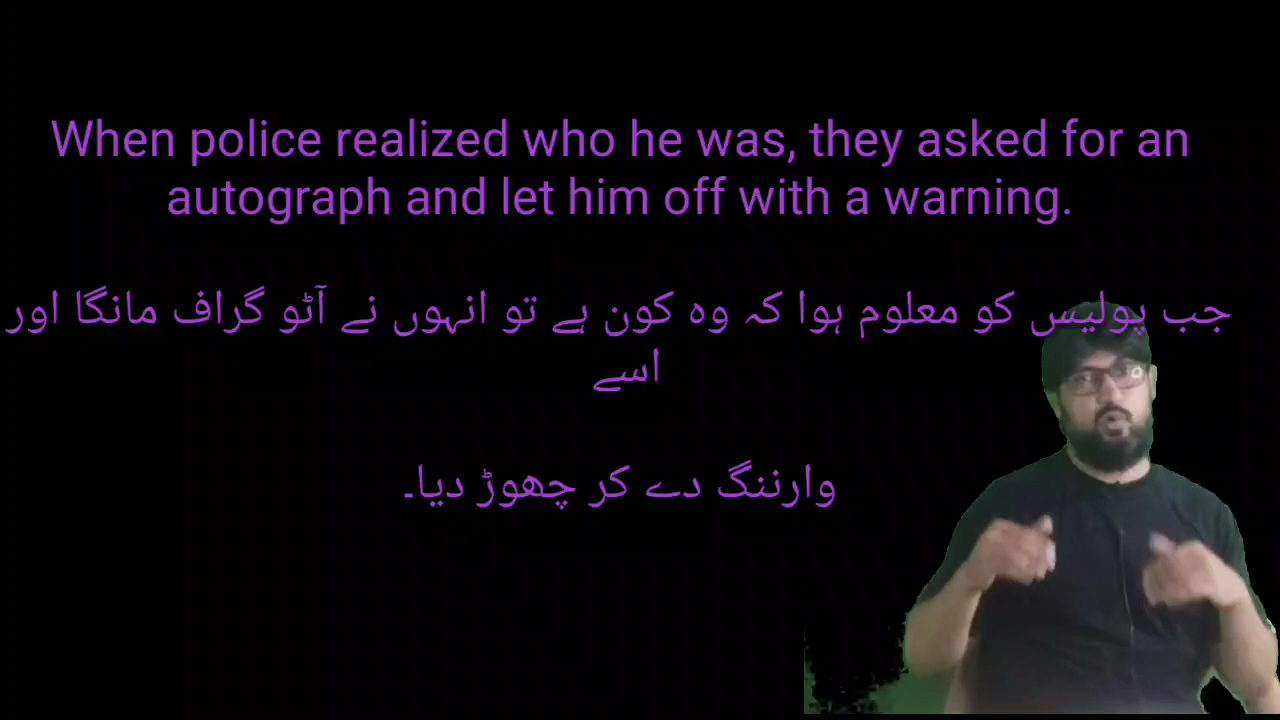 When police realized who he was, they asked for an
autograph and let him off with a warning.
جب پولیس کو معلوم ہوا کہ وہ کون ہے تو انہوں نے آٹو گراف مانگا اور
اسے
وارننگ دے کر چھوڑ دیا۔